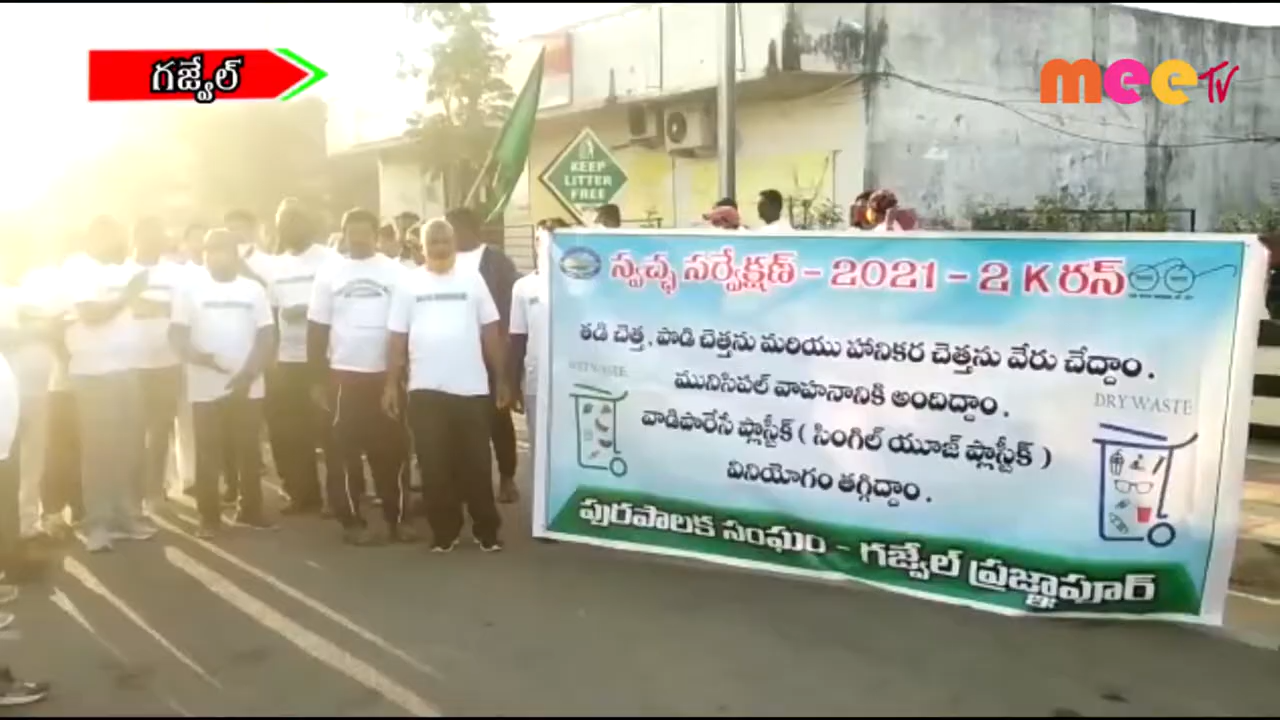 గజ్వేల్
meeTV
KEEP
LITTER
FREE
స్వచ్ఛ సర్వేక్షణ్ - 2021 - 2 K రన్
తడి చెత్త, పొడి చెత్తను మరియు హానికర చెత్తను వేరు చేద్దాం.
మునిసిపల్ వాహనానికి అందిద్దాం.
వాడిపారేసే ప్లాస్టిక్ ( సింగిల్ యూజ్ ప్లాస్టిక్ )
వినియోగం తగ్గిద్దాం.
WET WASTE
DRY WASTE
పురపాలక సంఘం - గజ్వేల్ ప్రజ్ఞాపూర్